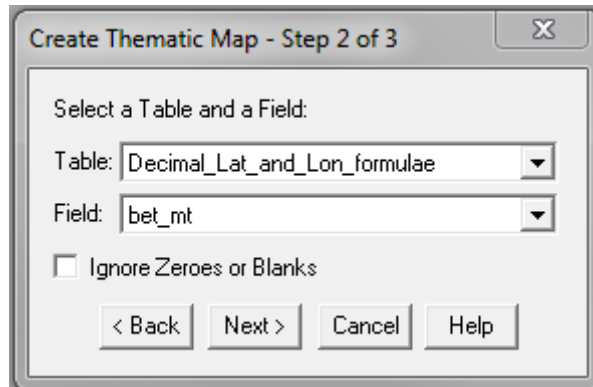 Create Thematic Map - Step 2 of 3
Select a Table and a Field:
Table: Decimal_Lat_and_Lon_formulae
Field: bet_mt
Ignore Zeroes or Blanks
< Back Next > Cancel Help